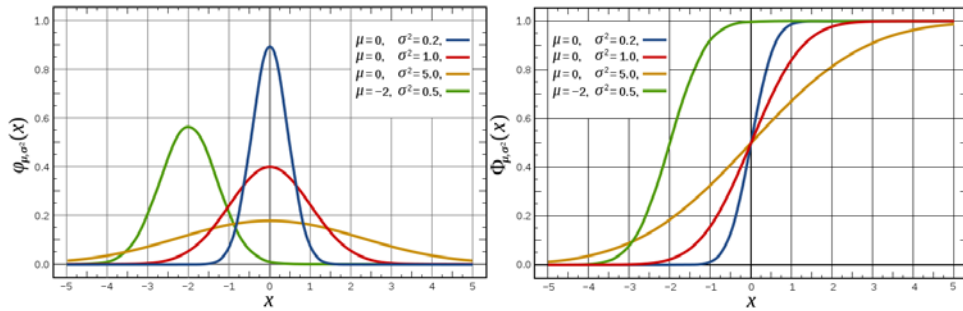 μ=0, σ²=0.2,
μ=0, σ²=1.0,
μ=0, σ²=5.0,
μ=−2, σ²=0.5,
φμ,σ²(x)
1.0
0.8
0.6
0.4
0.2
0.0
−5 −4 −3 −2 −1 0 1 2 3 4 5
x
μ=0, σ²=0.2,
μ=0, σ²=1.0,
μ=0, σ²=5.0,
μ=−2, σ²=0.5,
Φμ,σ²(x)
1.0
0.8
0.6
0.4
0.2
0.0
−5 −4 −3 −2 −1 0 1 2 3 4 5
x